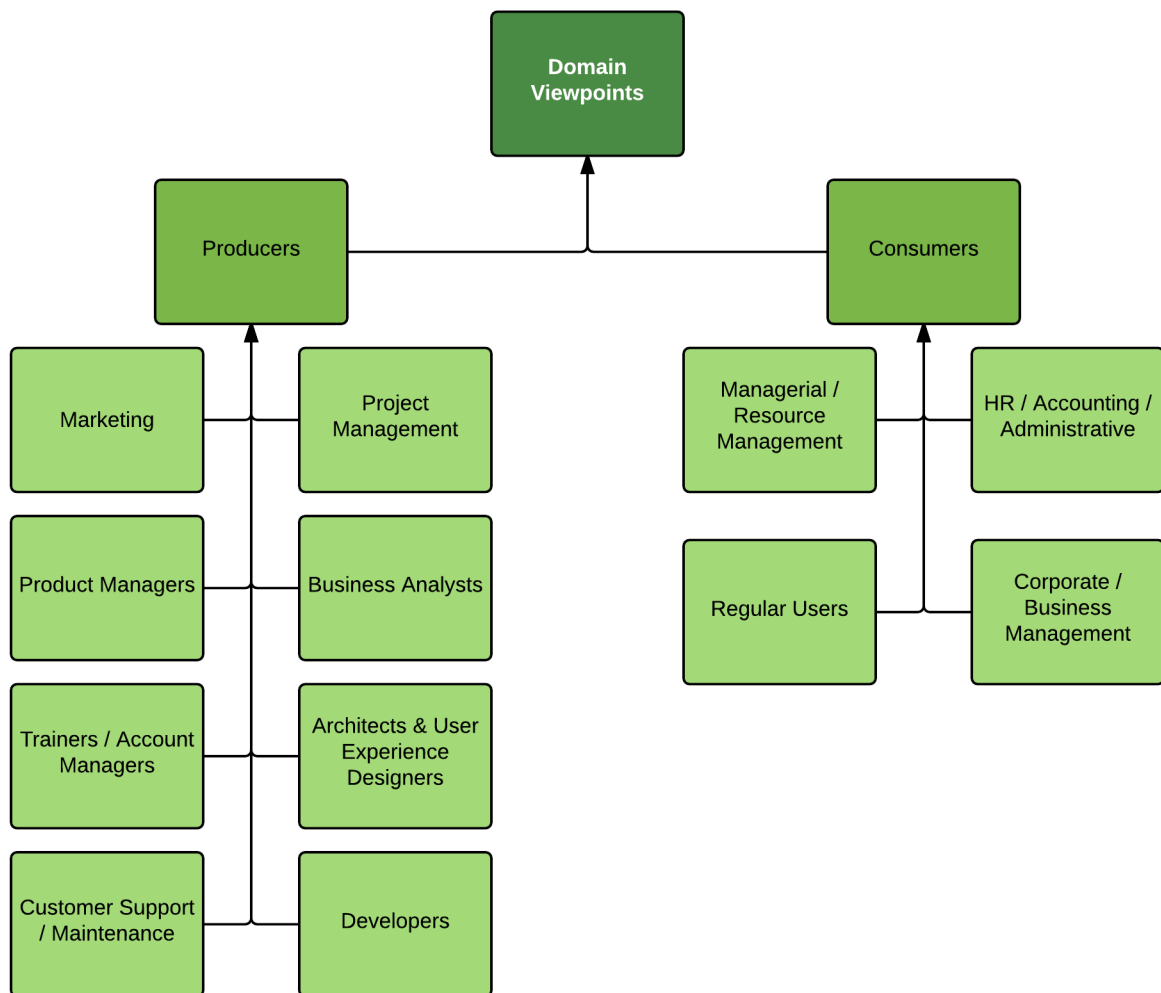 Domain
Viewpoints
Producers
Consumers
Marketing
Project
Management
Managerial /
Resource
Management
HR / Accounting /
Administrative
Product Managers
Business Analysts
Regular Users
Corporate /
Business
Management
Trainers / Account
Managers
Architects & User
Experience
Designers
Customer Support
/ Maintenance
Developers